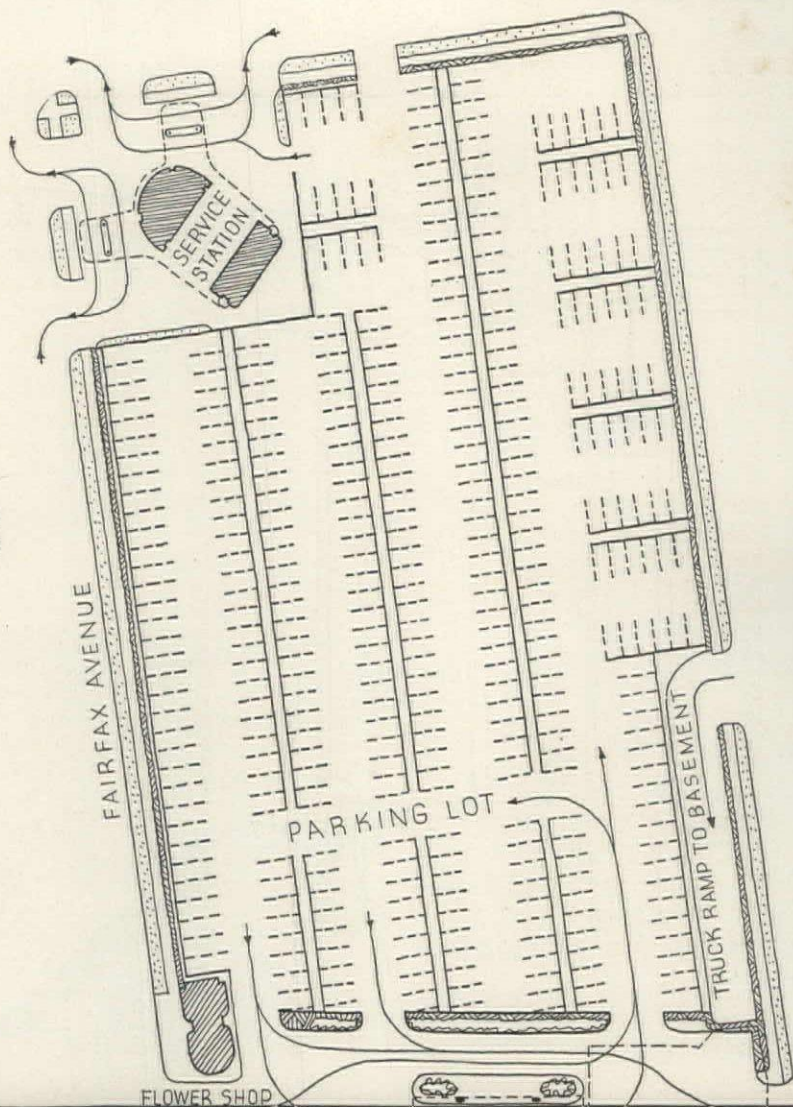 SERVICE
STATION
FAIRFAX AVENUE
PARKING LOT
TRUCK RAMP TO BASEMENT
FLOWER SHOP